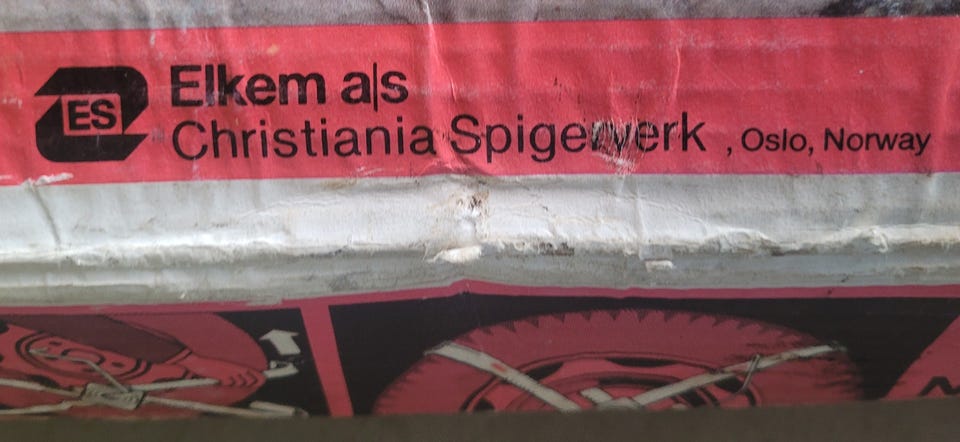 ES
Elkem a|s
Christiania Spigerverk , Oslo, Norway